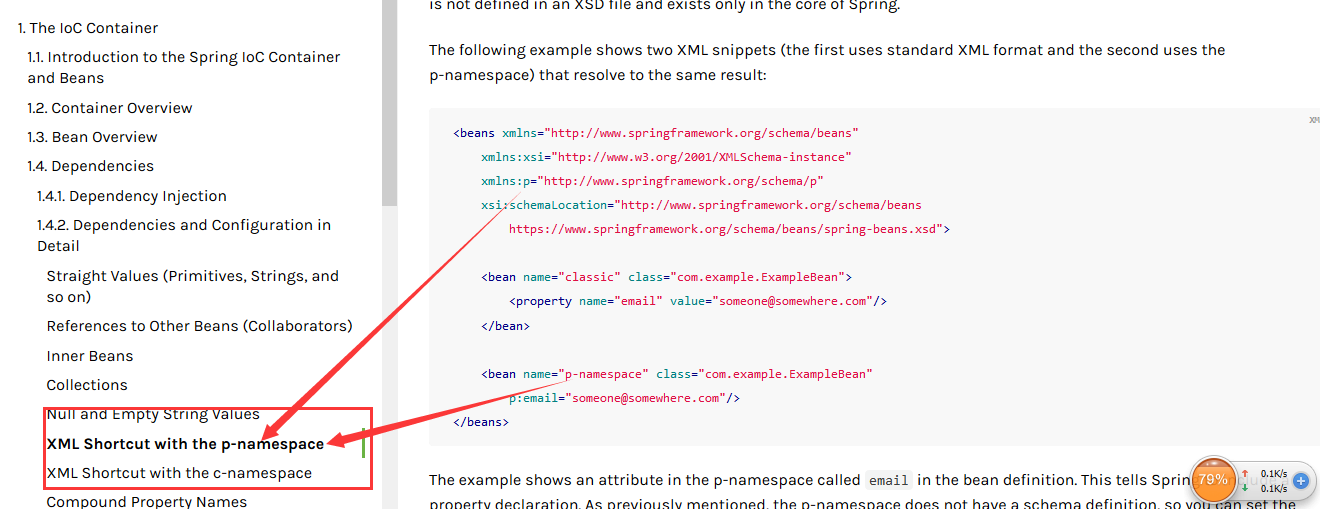 1. The IoC Container
1.1. Introduction to the Spring IoC Container
and Beans
1.2. Container Overview
1.3. Bean Overview
1.4. Dependencies
1.4.1. Dependency Injection
1.4.2. Dependencies and Configuration in
Detail
Straight Values (Primitives, Strings, and
so on)
References to Other Beans (Collaborators)
Inner Beans
Collections
Null and Empty String Values
XML Shortcut with the p-namespace
XML Shortcut with the c-namespace
Compound Property Names
is not defined in an XSD file and exists only in the core of Spring.
The following example shows two XML snippets (the first uses standard XML format and the second uses the
p-namespace) that resolve to the same result:
<beans xmlns="http://www.springframework.org/schema/beans"
xmlns:xsi="http://www.w3.org/2001/XMLSchema-instance"
xmlns:p="http://www.springframework.org/schema/p"
xsi:schemaLocation="http://www.springframework.org/schema/beans
https://www.springframework.org/schema/beans/spring-beans.xsd">
<bean name="classic" class="com.example.ExampleBean">
<property name="email" value="someone@somewhere.com"/>
</bean>
<bean name="p-namespace" class="com.example.ExampleBean"
p:email="someone@somewhere.com"/>
</beans>
The example shows an attribute in the p-namespace called email in the bean definition. This tells Spring
property declaration. As previously mentioned, the p-namespace does not have a schema definition, so you can set the
79%
0.1K/s
0.1K/s